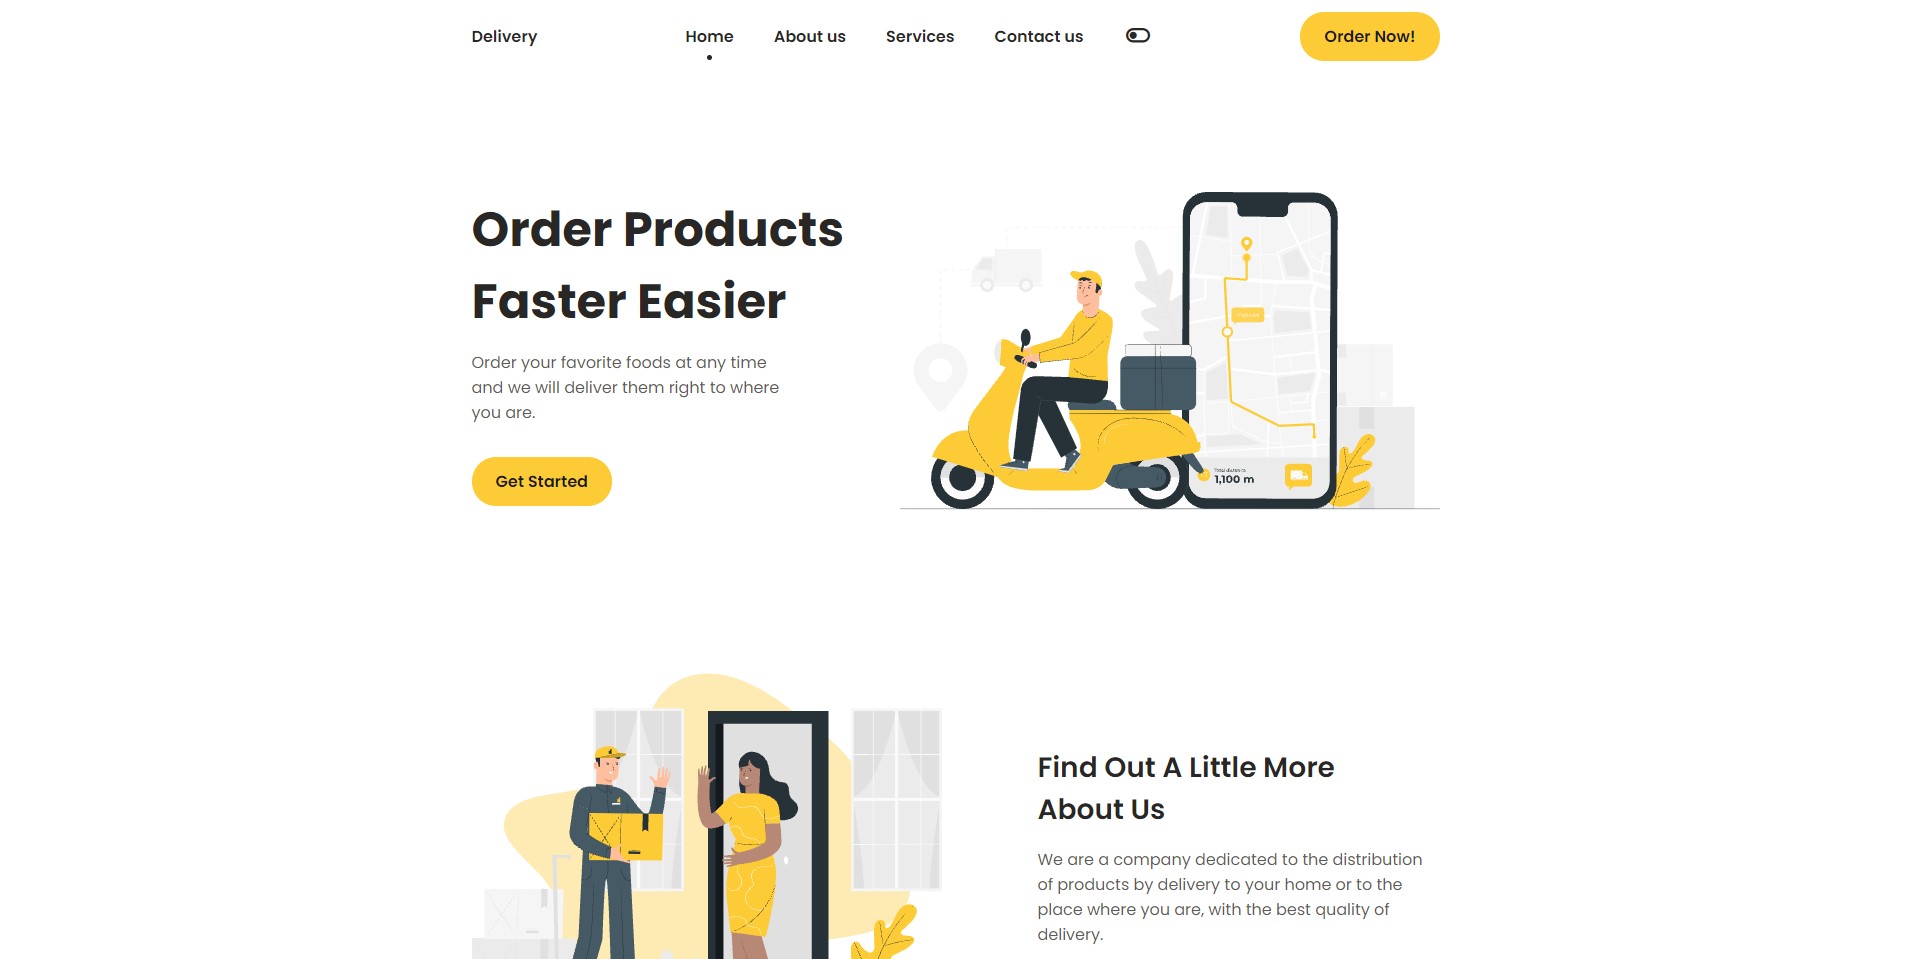 Delivery
Home
About us
Services
Contact us
Order Now!
Order Products
Faster Easier
Order your favorite foods at any time
and we will deliver them right to where
you are.
Get Started
Total distance
1,100 m
Find Out A Little More
About Us
We are a company dedicated to the distribution
of products by delivery to your home or to the
place where you are, with the best quality of
delivery.